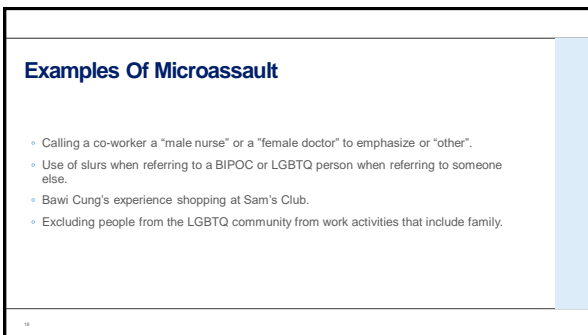 Examples Of Microassault
◦ Calling a co-worker a “male nurse” or a "female doctor” to emphasize or “other”.
◦ Use of slurs when referring to a BIPOC or LGBTQ person when referring to someone
else.
◦ Bawi Cung’s experience shopping at Sam’s Club.
◦ Excluding people from the LGBTQ community from work activities that include family.